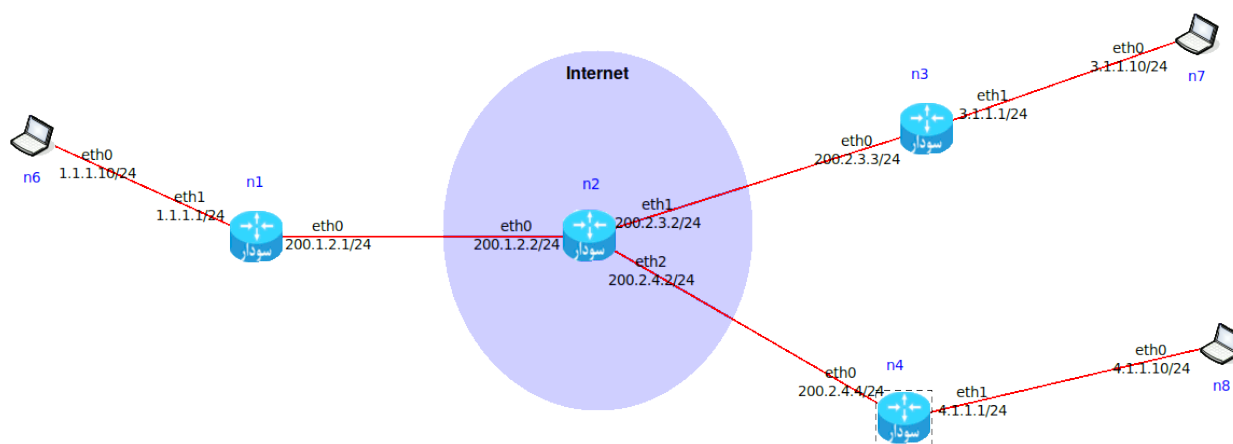 Internet
eth0
3.1.1.10/24
n7
n3
eth1
3.1.1.1/24
eth0
200.2.3.3/24
سودار
eth0
1.1.1.10/24
n6
eth1
1.1.1.1/24
n1
eth0
200.1.2.1/24
سودار
n2
eth0
200.1.2.2/24
eth1
200.2.3.2/24
eth2
200.2.4.2/24
سودار
n4
eth0
200.2.4.4/24
eth1
4.1.1.1/24
سودار
eth0
4.1.1.10/24
n8